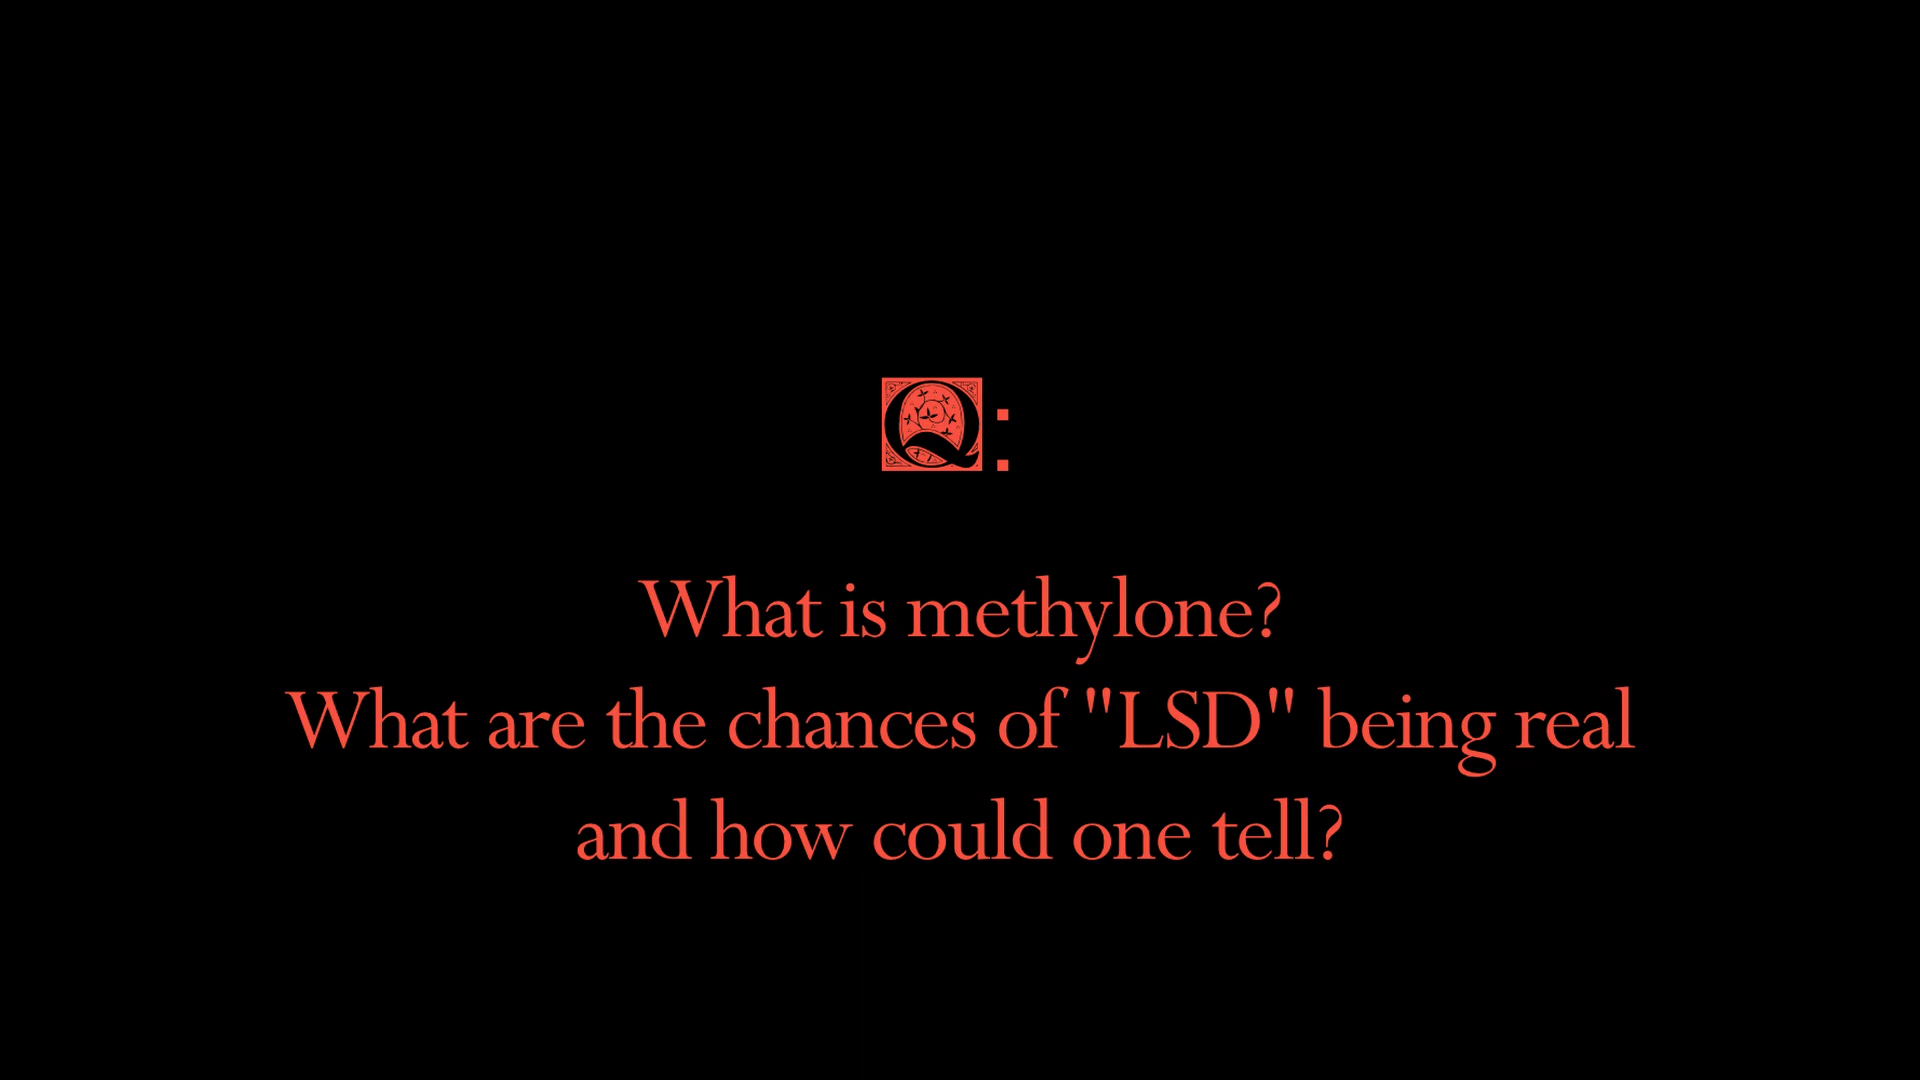 Q:
What is methylone?
What are the chances of "LSD" being real
and how could one tell?